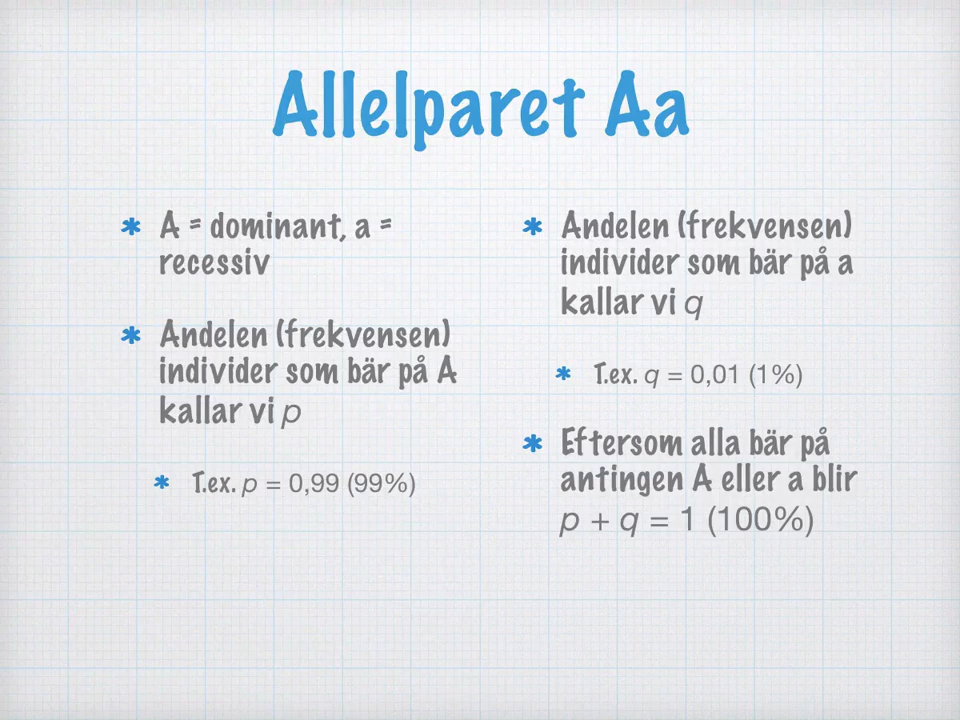 Allelparet Aa
A = dominant, a =
recessiv
Andelen (frekvensen)
individer som bär på A
kallar vi p
T.ex. p = 0,99 (99%)
Andelen (frekvensen)
individer som bär på a
kallar vi q
T.ex. q = 0,01 (1%)
Eftersom alla bär på
antingen A eller a blir
p + q = 1 (100%)